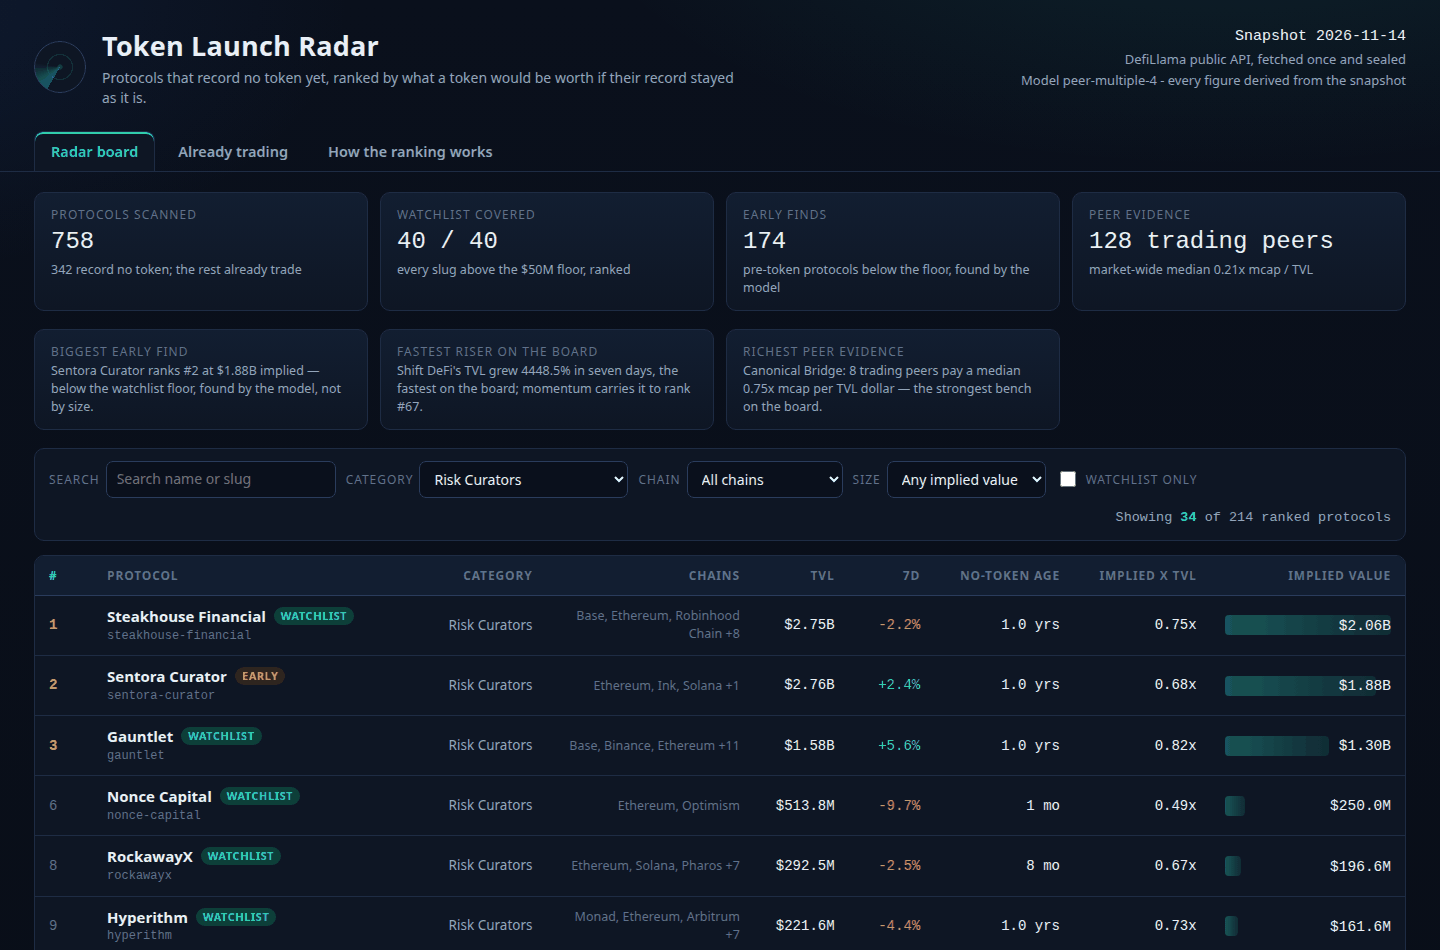 Token Launch Radar
Protocols that record no token yet, ranked by what a token would be worth if their record stayed
as it is.
Snapshot 2026-11-14
DefiLlama public API, fetched once and sealed
Model peer-multiple-4 - every figure derived from the snapshot
Radar board
Already trading
How the ranking works
PROTOCOLS SCANNED
758
342 record no token; the rest already trade
WATCHLIST COVERED
40 / 40
every slug above the $50M floor, ranked
EARLY FINDS
174
pre-token protocols below the floor, found by the
model
PEER EVIDENCE
128 trading peers
market-wide median 0.21x mcap / TVL
BIGGEST EARLY FIND
Sentora Curator ranks #2 at $1.88B implied —
below the watchlist floor, found by the model, not
by size.
FASTEST RISER ON THE BOARD
Shift DeFi's TVL grew 4448.5% in seven days, the
fastest on the board; momentum carries it to rank
#67.
RICHEST PEER EVIDENCE
Canonical Bridge: 8 trading peers pay a median
0.75x mcap per TVL dollar — the strongest bench
on the board.
SEARCH Search name or slug CATEGORY Risk Curators CHAIN All chains SIZE Any implied value WATCHLIST ONLY
Showing 34 of 214 ranked protocols
# PROTOCOL CATEGORY CHAINS TVL 7D NO-TOKEN AGE IMPLIED X TVL IMPLIED VALUE
1 Steakhouse Financial WATCHLIST
steakhouse-financial
Risk Curators
Base, Ethereum, Robinhood
Chain +8
$2.75B -2.2% 1.0 yrs 0.75x $2.06B
2 Sentora Curator EARLY
sentora-curator
Risk Curators Ethereum, Ink, Solana +1 $2.76B +2.4% 1.0 yrs 0.68x $1.88B
3 Gauntlet WATCHLIST
gauntlet
Risk Curators Base, Binance, Ethereum +11 $1.58B +5.6% 1.0 yrs 0.82x $1.30B
6 Nonce Capital WATCHLIST
nonce-capital
Risk Curators Ethereum, Optimism $513.8M -9.7% 1 mo 0.49x $250.0M
8 RockawayX WATCHLIST
rockawayx
Risk Curators Ethereum, Solana, Pharos +7 $292.5M -2.5% 8 mo 0.67x $196.6M
9 Hyperithm WATCHLIST
hyperithm
Risk Curators
Monad, Ethereum, Arbitrum
+7
$221.6M -4.4% 1.0 yrs 0.73x $161.6M